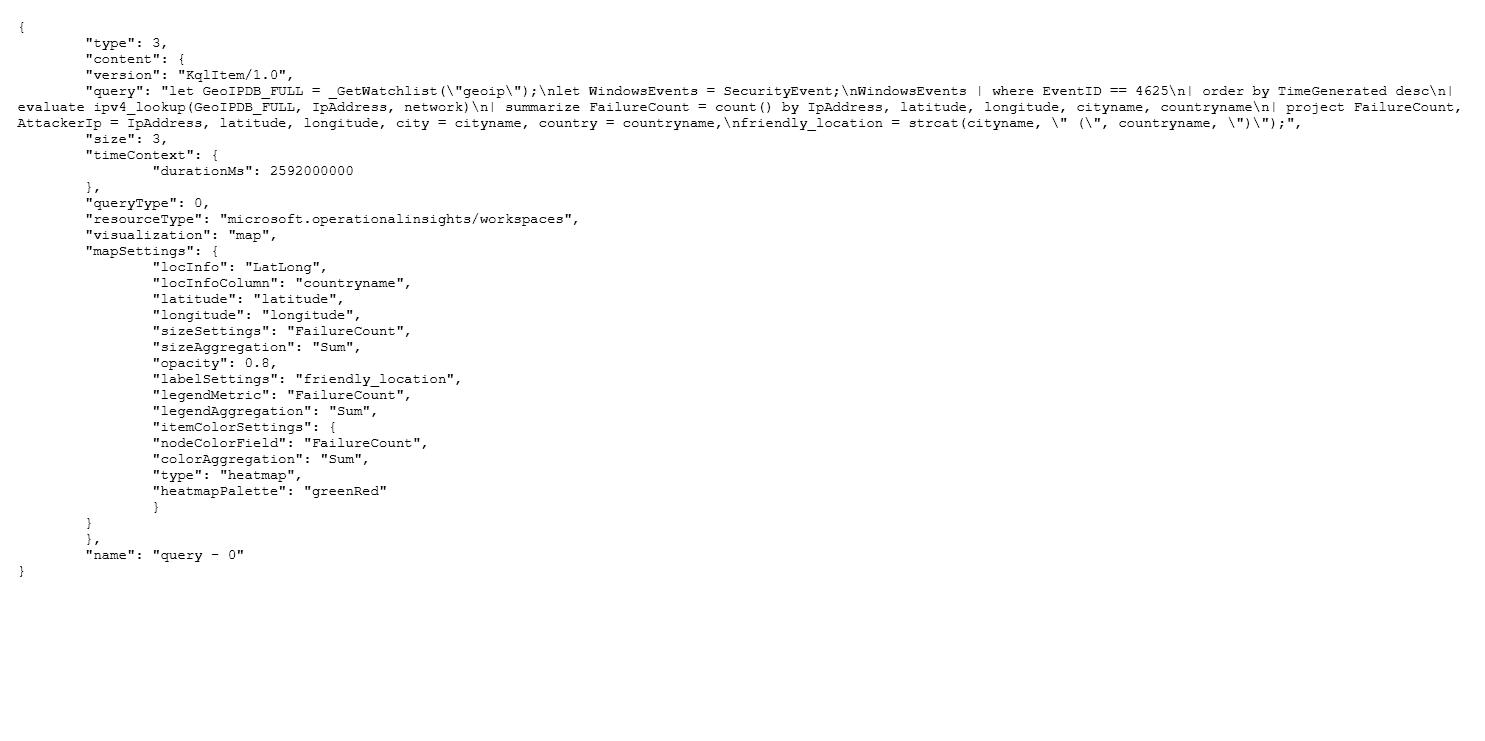 {
"type": 3,
"content": {
"version": "KqlItem/1.0",
"query": "let GeoIPDB_FULL = _GetWatchlist(\"geoip\");\nlet WindowsEvents = SecurityEvent;\nWindowsEvents | where EventID == 4625\n| order by TimeGenerated desc\n|
evaluate ipv4_lookup(GeoIPDB_FULL, IpAddress, network)\n| summarize FailureCount = count() by IpAddress, latitude, longitude, cityname, countryname\n| project FailureCount,
AttackerIp = IpAddress, latitude, longitude, city = cityname, country = countryname,\nfriendly_location = strcat(cityname, \" (\", countryname, \")\");",
"size": 3,
"timeContext": {
"durationMs": 2592000000
},
"queryType": 0,
"resourceType": "microsoft.operationalinsights/workspaces",
"visualization": "map",
"mapSettings": {
"locInfo": "LatLong",
"locInfoColumn": "countryname",
"latitude": "latitude",
"longitude": "longitude",
"sizeSettings": "FailureCount",
"sizeAggregation": "Sum",
"opacity": 0.8,
"labelSettings": "friendly_location",
"legendMetric": "FailureCount",
"legendAggregation": "Sum",
"itemColorSettings": {
"nodeColorField": "FailureCount",
"colorAggregation": "Sum",
"type": "heatmap",
"heatmapPalette": "greenRed"
}
}
},
"name": "query - 0"
}